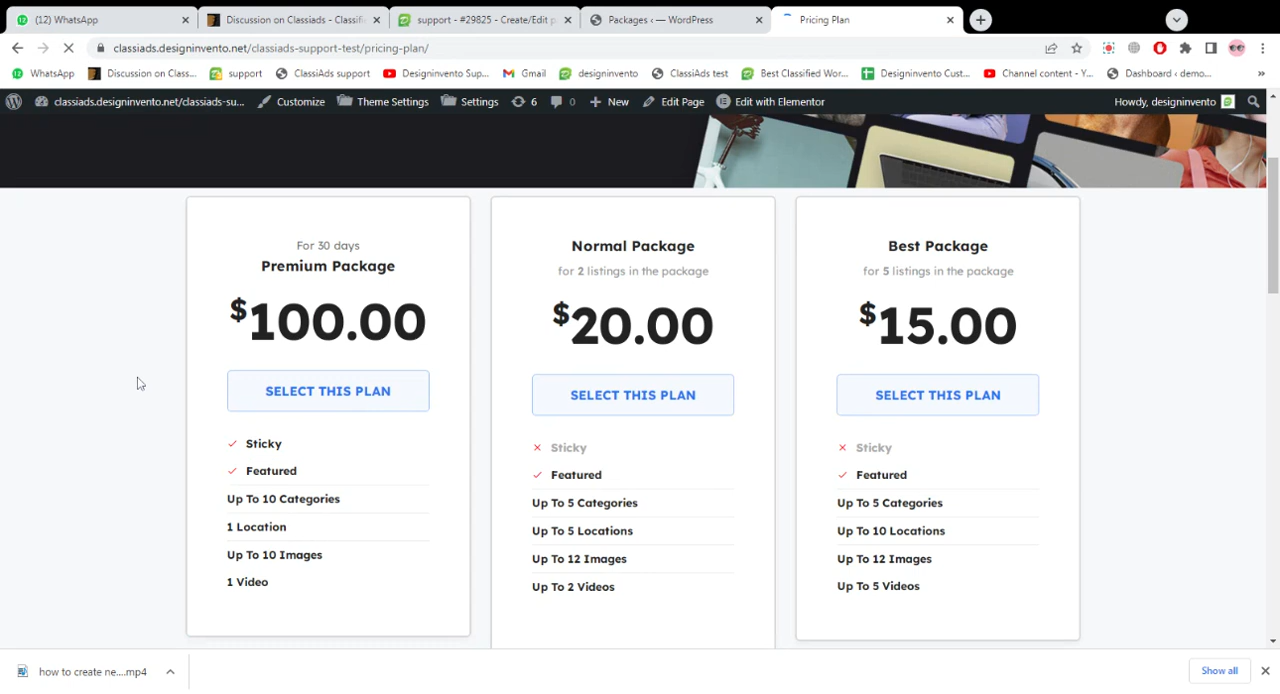 (12) WhatsApp
Discussion on Classiads - Classifi
support - #29825 - Create/Edit p
Packages ‹ — WordPress
Pricing Plan
classiads.designinvento.net/classiads-support-test/pricing-plan/
WhatsApp
Discussion on Class...
support
ClassiAds support
Designinvento Sup...
Gmail
designinvento
ClassiAds test
Best Classified Wor...
Designinvento Cust...
Channel content - Y...
Dashboard ‹ demo...
»
classiads.designinvento.net/classiads-su...
Customize
Theme Settings
Settings
6
0
New
Edit Page
Edit with Elementor
Howdy, designinvento
For 30 days
Premium Package
$100.00
SELECT THIS PLAN
Sticky
Featured
Up To 10 Categories
1 Location
Up To 10 Images
1 Video
Normal Package
for 2 listings in the package
$20.00
SELECT THIS PLAN
Sticky
Featured
Up To 5 Categories
Up To 5 Locations
Up To 12 Images
Up To 2 Videos
Best Package
for 5 listings in the package
$15.00
SELECT THIS PLAN
Sticky
Featured
Up To 5 Categories
Up To 10 Locations
Up To 12 Images
Up To 5 Videos
how to create ne....mp4
Show all